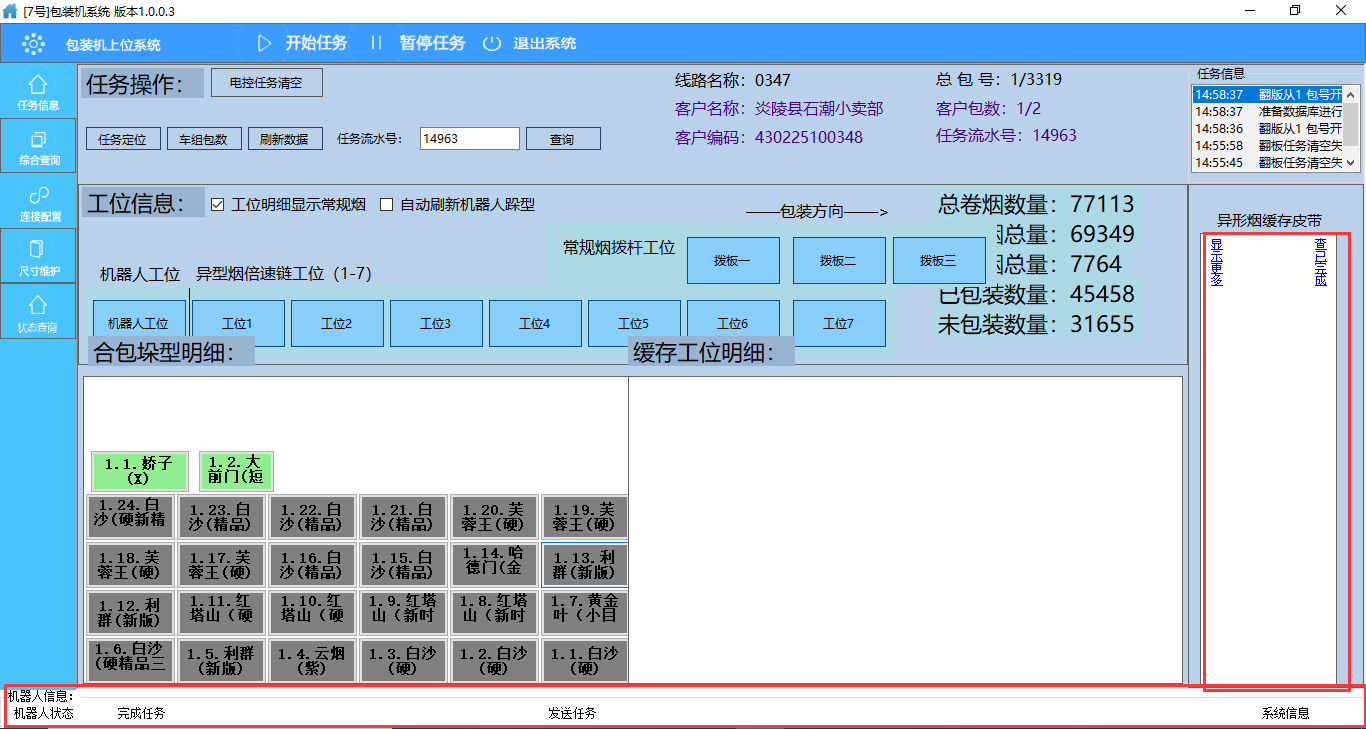 [7号]包装机系统 版本1.0.0.3
包装机上位系统
开始任务
暂停任务
退出系统
任务信息
综合查询
连接配置
尺寸维护
状态查询
任务操作：
电控任务清空
任务定位
车组包数
刷新数据
任务流水号：
14963
查询
线路名称：0347
客户名称：炎陵县石潮小卖部
客户编码：430225100348
总 包 号：1/3319
客户包数：1/2
任务流水号：14963
任务信息
14:58:37 翻版从1 包号开
14:58:37 准备数据库进行
14:58:36 翻版从1 包号开
14:55:58 翻板任务清空失
14:55:45 翻板任务清空失
工位信息：
工位明细显示常规烟
自动刷新机器人跺型
——包装方向——>
常规烟拨杆工位
拨板一
拨板二
拨板三
机器人工位
异型烟倍速链工位（1-7）
机器人工位
工位1
工位2
工位3
工位4
工位5
工位6
工位7
总卷烟数量：77113
烟总量：69349
烟总量：7764
已包装数量：45458
未包装数量：31655
异形烟缓存皮带
显示更多
查已完成
合包垛型明细：
缓存工位明细：
1.1.娇子
(X)
1.2.大
前门(短
1.24.白
沙(硬新精
1.23.白
沙(精品)
1.22.白
沙(精品)
1.21.白
沙(精品)
1.20.芙
蓉王(硬)
1.19.芙
蓉王(硬)
1.18.芙
蓉王(硬)
1.17.芙
蓉王(硬)
1.16.白
沙(精品)
1.15.白
沙(精品)
1.14.哈
德门(金
1.13.利
群(新版)
1.12.利
群(新版)
1.11.红
塔山（硬
1.10.红
塔山（硬
1.9.红塔
山（新时
1.8.红塔
山（新时
1.7.黄金
叶（小目
1.6.白沙
(硬精品三
1.5.利群
(新版)
1.4.云烟
(紫)
1.3.白沙
(硬)
1.2.白沙
(硬)
1.1.白沙
(硬)
机器人信息：
机器人状态
完成任务
发送任务
系统信息